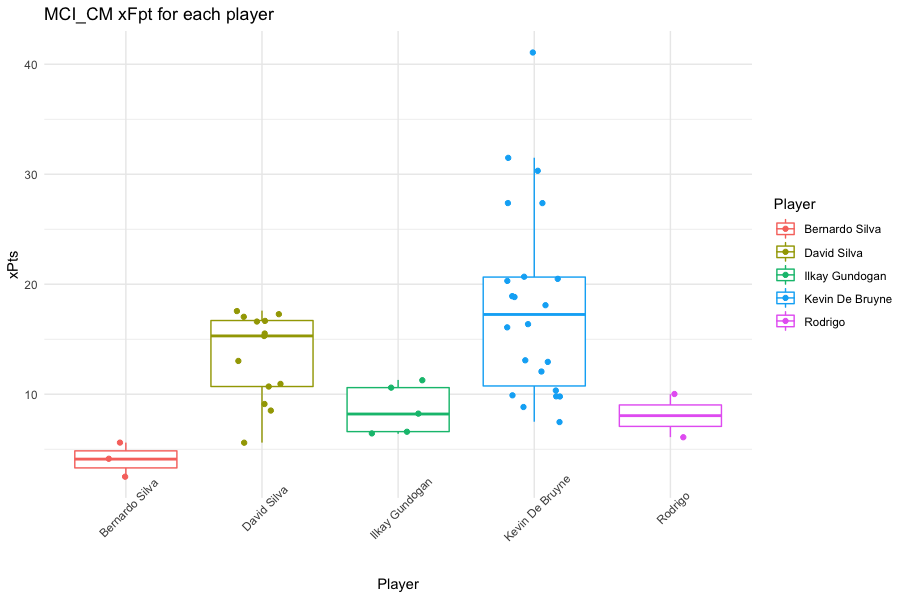 MCI_CM xFpt for each player
xPts
40
30
20
10
Bernardo Silva
David Silva
Ilkay Gundogan
Kevin De Bruyne
Rodrigo
Player
Player
Bernardo Silva
David Silva
Ilkay Gundogan
Kevin De Bruyne
Rodrigo